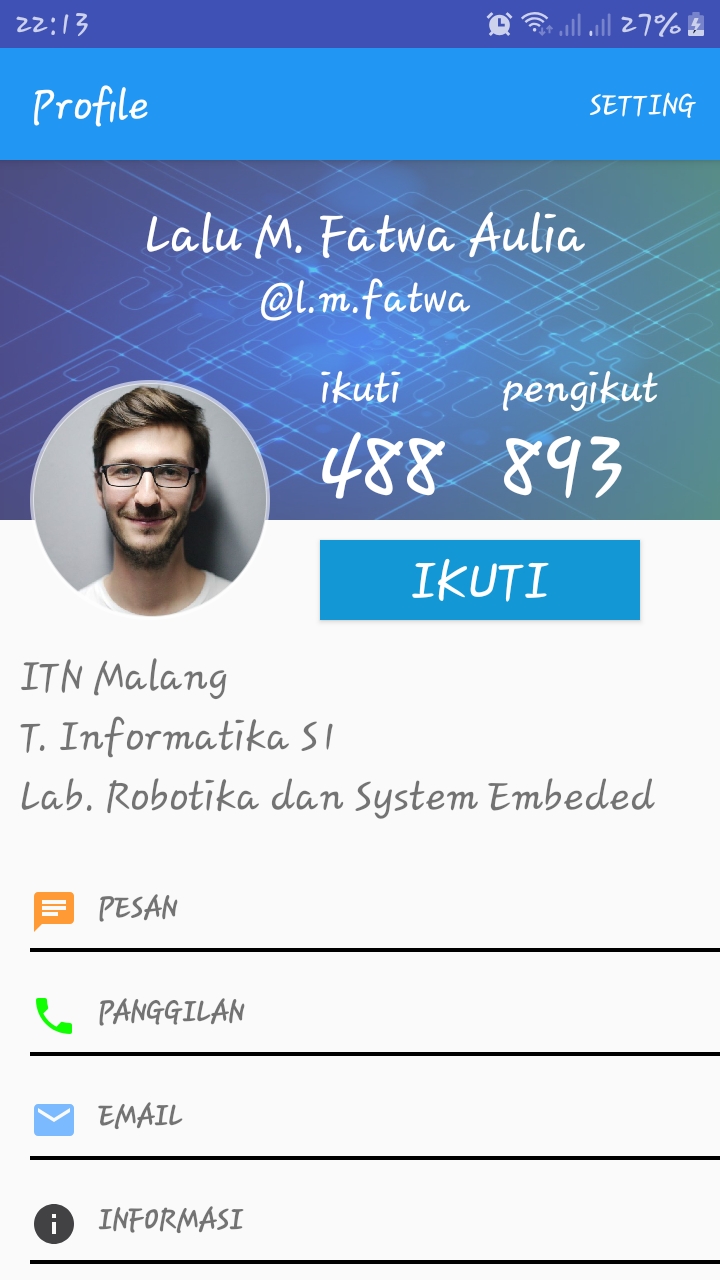 22:13 27%
Profile SETTING
Lalu M. Fatwa Aulia
@l.m.fatwa
ikuti pengikut
488 893
IKUTI
ITN Malang
T. Informatika S1
Lab. Robotika dan System Embeded
PESAN
PANGGILAN
EMAIL
INFORMASI